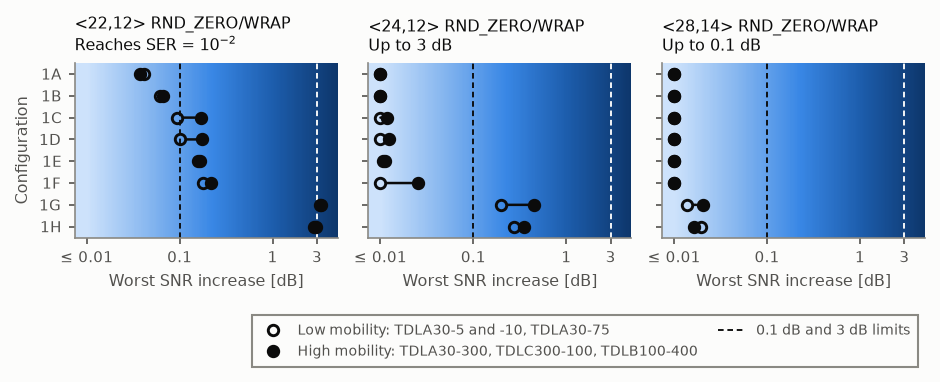 <22,12> RND_ZERO/WRAP
Reaches SER = 10⁻²
<24,12> RND_ZERO/WRAP
Up to 3 dB
<28,14> RND_ZERO/WRAP
Up to 0.1 dB
Configuration
1A
1B
1C
1D
1E
1F
1G
1H
≤ 0.01 0.1 1 3
≤ 0.01 0.1 1 3
≤ 0.01 0.1 1 3
Worst SNR increase [dB]
Worst SNR increase [dB]
Worst SNR increase [dB]
Low mobility: TDLA30-5 and -10, TDLA30-75
High mobility: TDLA30-300, TDLC300-100, TDLB100-400
0.1 dB and 3 dB limits